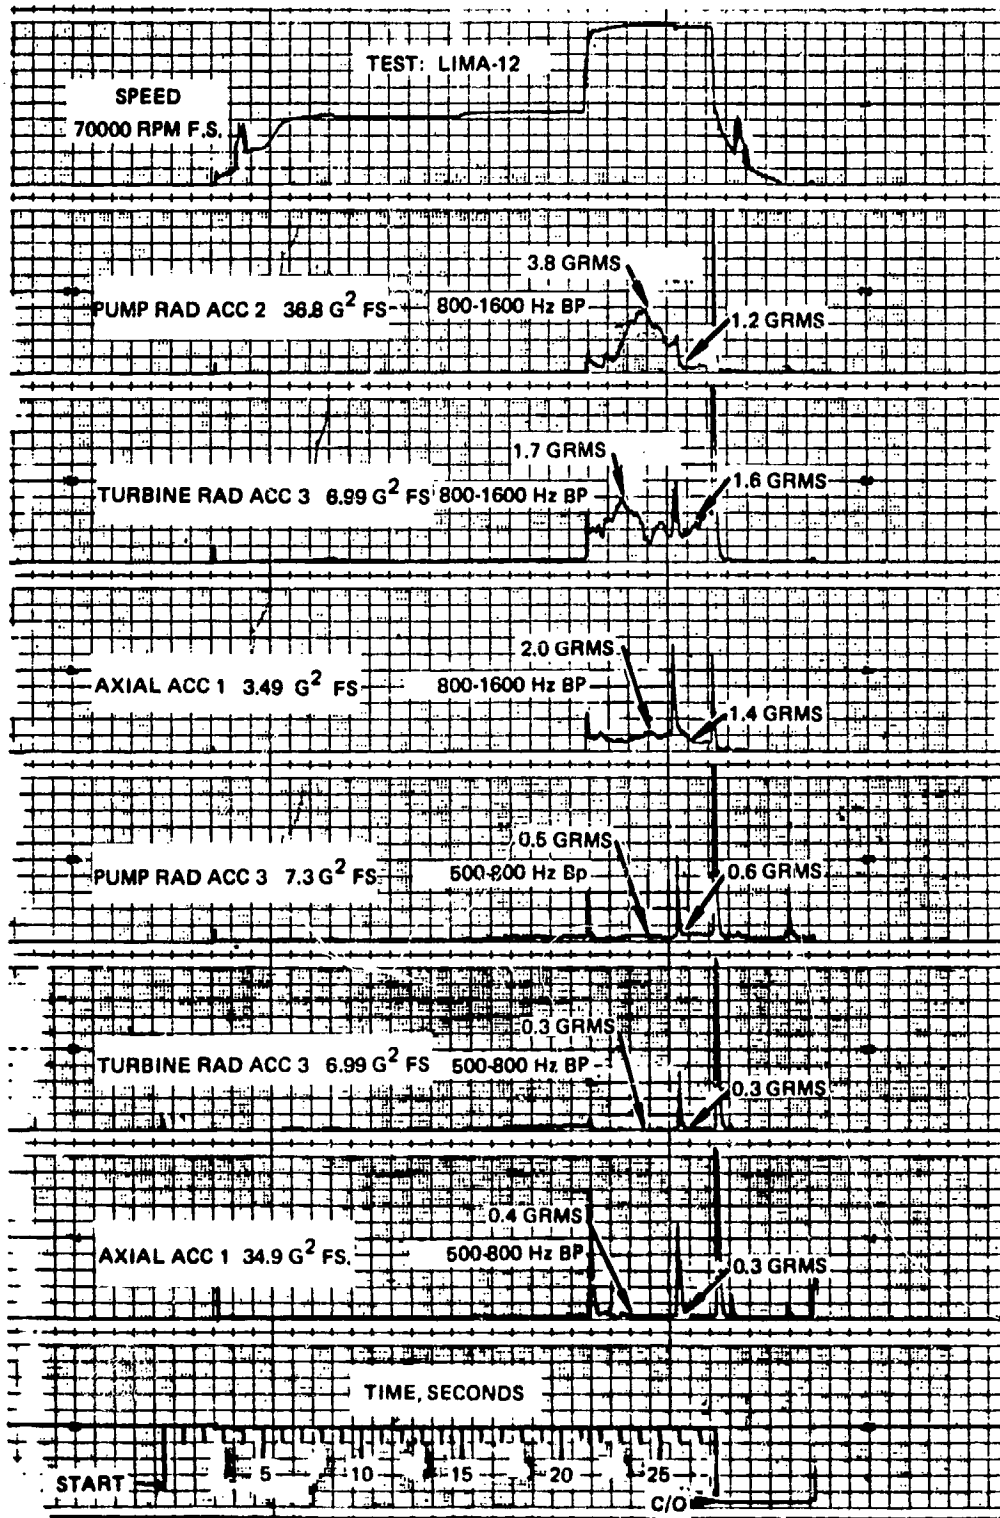 TEST: LIMA-12
SPEED
70000 RPM F.S.
3.8 GRMS
PUMP RAD ACC 2 36.8 G² FS
800-1600 Hz BP
1.2 GRMS
1.7 GRMS
TURBINE RAD ACC 3 6.99 G² FS
800-1600 Hz BP
1.6 GRMS
2.0 GRMS
AXIAL ACC 1 3.49 G² FS
800-1600 Hz BP
1.4 GRMS
0.5 GRMS
PUMP RAD ACC 3 7.3 G² FS
500-800 Hz Bp
0.6 GRMS
0.3 GRMS
TURBINE RAD ACC 3 6.99 G² FS
500-800 Hz BP
0.3 GRMS
0.4 GRMS
AXIAL ACC 1 34.9 G² FS.
500-800 Hz BP
0.3 GRMS
TIME, SECONDS
START
5 10 15 20 25
C/O